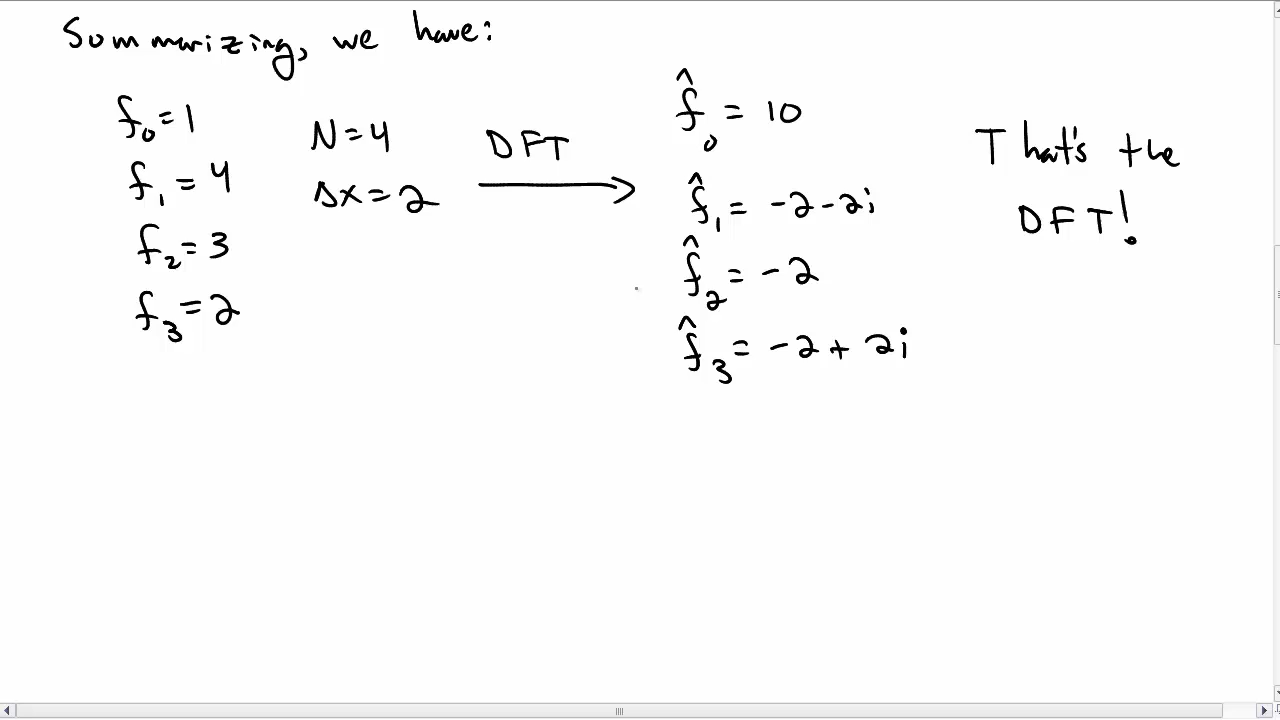 Summarizing, we have:
f₀ = 1
f₁ = 4
f₂ = 3
f₃ = 2
N = 4
Δx = 2
DFT
f̂₀ = 10
f̂₁ = -2-2i
f̂₂ = -2
f̂₃ = -2 + 2i
That's the
DFT!